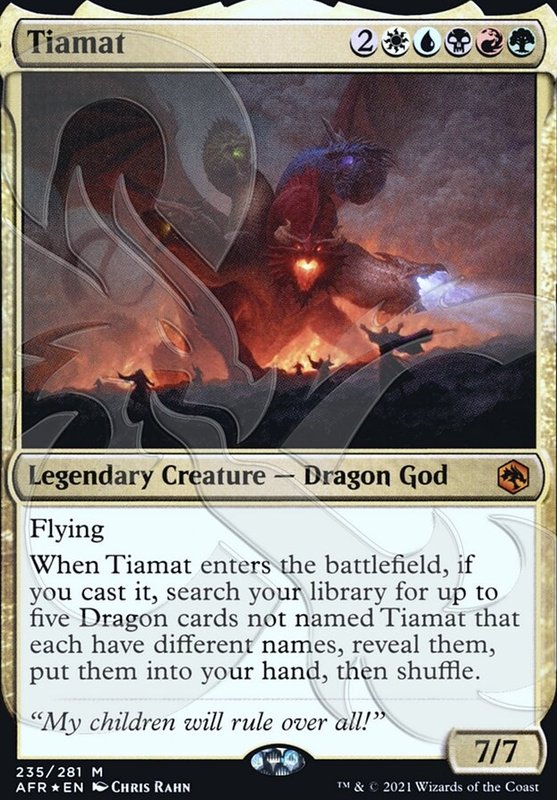 Tiamat 2
Legendary Creature — Dragon God
Flying
When Tiamat enters the battlefield, if
you cast it, search your library for up to
five Dragon cards not named Tiamat that
each have different names, reveal them,
put them into your hand, then shuffle.
“My children will rule over all!”
7/7
235/281 M
AFR ★ EN Chris Rahn
™ & © 2021 Wizards of the Coast